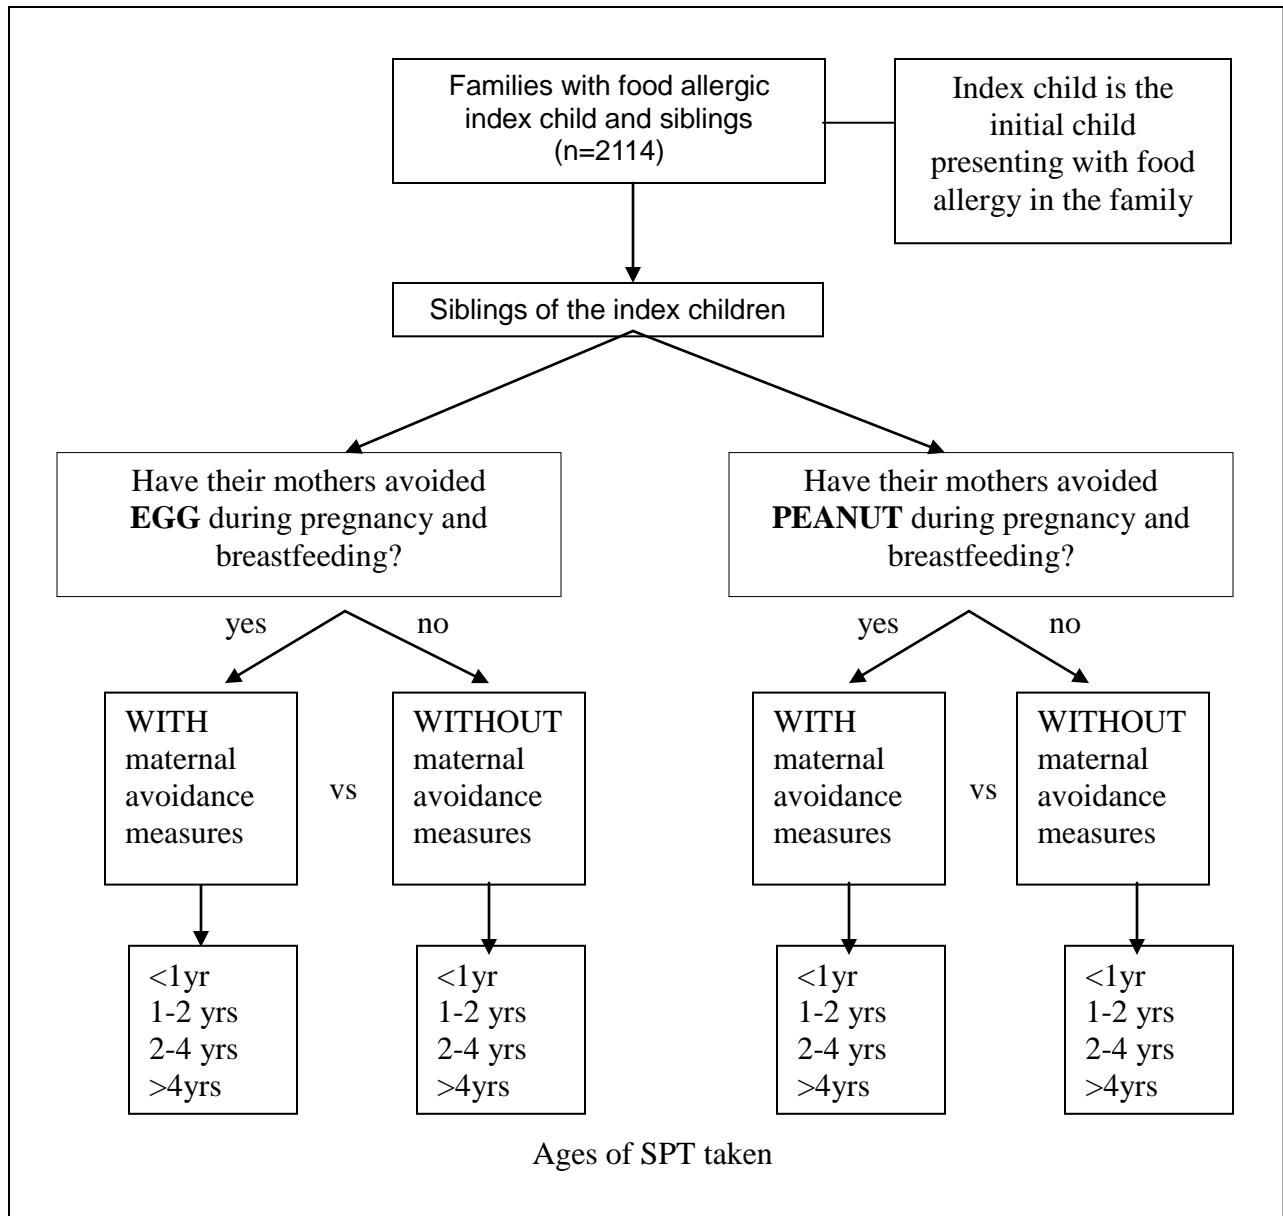 Families with food allergic
index child and siblings
(n=2114)
Index child is the
initial child
presenting with food
allergy in the family
Siblings of the index children
Have their mothers avoided
EGG during pregnancy and
breastfeeding?
Have their mothers avoided
PEANUT during pregnancy and
breastfeeding?
yes
no
yes
no
WITH
maternal
avoidance
measures
vs
WITHOUT
maternal
avoidance
measures
WITH
maternal
avoidance
measures
vs
WITHOUT
maternal
avoidance
measures
<1yr
1-2 yrs
2-4 yrs
>4yrs
<1yr
1-2 yrs
2-4 yrs
>4yrs
<1yr
1-2 yrs
2-4 yrs
>4yrs
<1yr
1-2 yrs
2-4 yrs
>4yrs
Ages of SPT taken